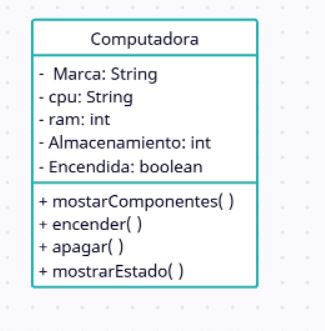 Computadora
- Marca: String
- cpu: String
- ram: int
- Almacenamiento: int
- Encendida: boolean
+ mostarComponentes( )
+ encender( )
+ apagar( )
+ mostrarEstado( )